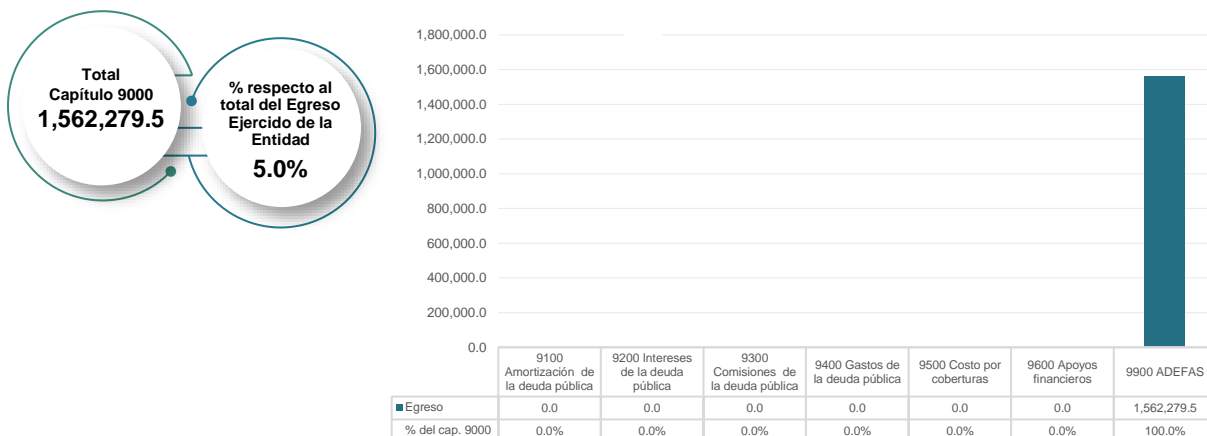 Total
Capítulo 9000
1,562,279.5
% respecto al
total del Egreso
Ejercido de la
Entidad
5.0%
1,800,000.0
1,600,000.0
1,400,000.0
1,200,000.0
1,000,000.0
800,000.0
600,000.0
400,000.0
200,000.0
0.0
9100
Amortización de
la deuda pública
9200 Intereses
de la deuda
pública
9300
Comisiones de
la deuda pública
9400 Gastos de
la deuda pública
9500 Costo por
coberturas
9600 Apoyos
financieros
9900 ADEFAS
Egreso 0.0 0.0 0.0 0.0 0.0 0.0 1,562,279.5
% del cap. 9000 0.0% 0.0% 0.0% 0.0% 0.0% 0.0% 100.0%